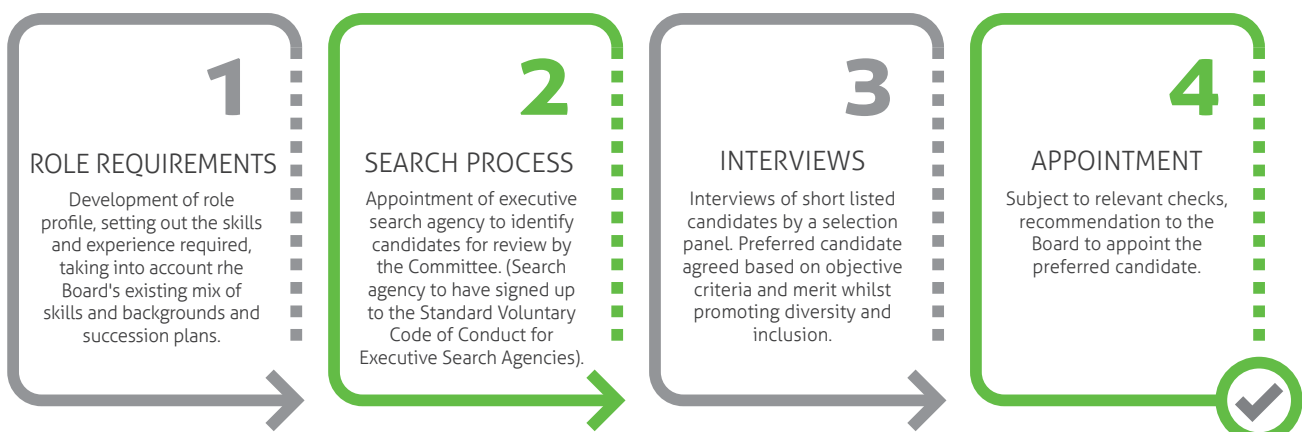 1
ROLE REQUIREMENTS
Development of role
profile, setting out the skills
and experience required,
taking into account rhe
Board's existing mix of
skills and backgrounds and
succession plans.
2
SEARCH PROCESS
Appointment of executive
search agency to identify
candidates for review by
the Committee. (Search
agency to have signed up
to the Standard Voluntary
Code of Conduct for
Executive Search Agencies).
3
INTERVIEWS
Interviews of short listed
candidates by a selection
panel. Preferred candidate
agreed based on objective
criteria and merit whilst
promoting diversity and
inclusion.
4
APPOINTMENT
Subject to relevant checks,
recommendation to the
Board to appoint the
preferred candidate.